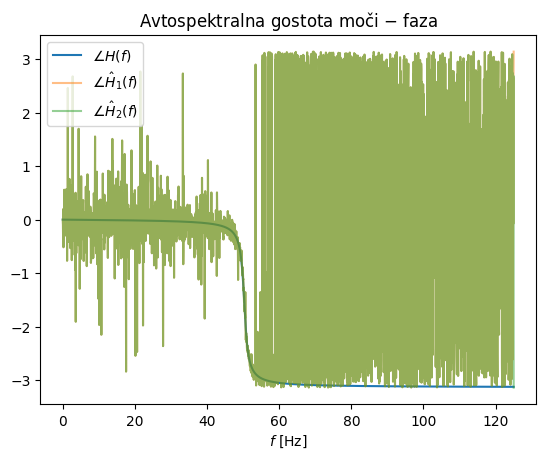 Avtospektralna gostota moči − faza
∠H(f)
∠Ĥ₁(f)
∠Ĥ₂(f)
3
2
1
0
−1
−2
−3
0 20 40 60 80 100 120
f [Hz]